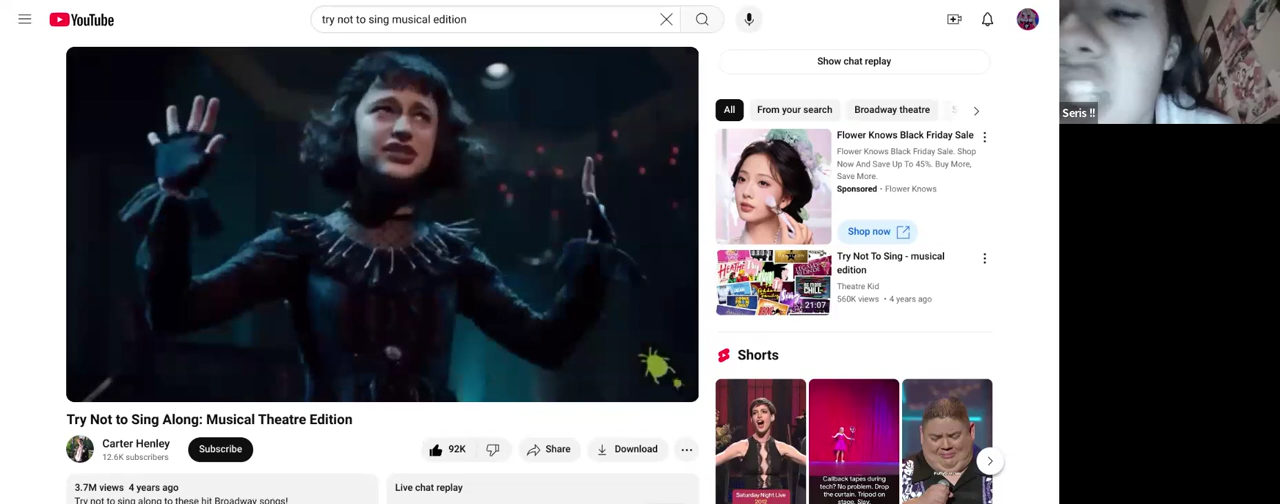 YouTube
try not to sing musical edition
Show chat replay
All
From your search
Broadway theatre
Flower Knows Black Friday Sale
Flower Knows Black Friday Sale. Shop
Now And Save Up To 45%. Buy More,
Save More.
Sponsored · Flower Knows
Shop now
Try Not To Sing - musical
edition
Theatre Kid
560K views • 4 years ago
21:07
Shorts
Saturday Night Live
Callback tapes during
tech? No problem. Drop
the curtain. Tripod on
stage. Slay.
Try Not to Sing Along: Musical Theatre Edition
Carter Henley
12.6K subscribers
Subscribe
92K
Share
Download
3.7M views 4 years ago
Try not to sing along to these hit Broadway songs!
Live chat replay
Seris !!